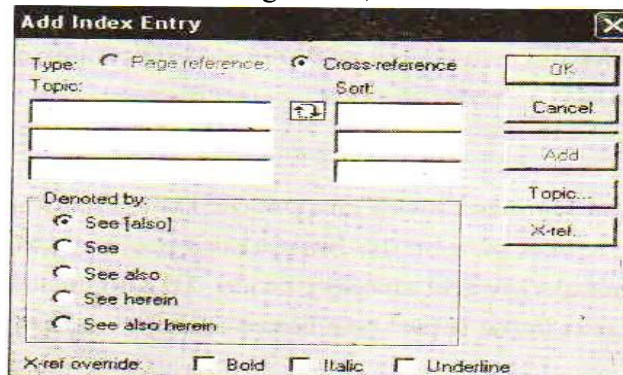 Add Index Entry
Type: Page reference Cross-reference OK
Topic: Sort:
Cancel
Add
Topic...
X-ref...
Denoted by:
See [also]
See
See also
See herein
See also herein
X-ref override: Bold Italic Underline